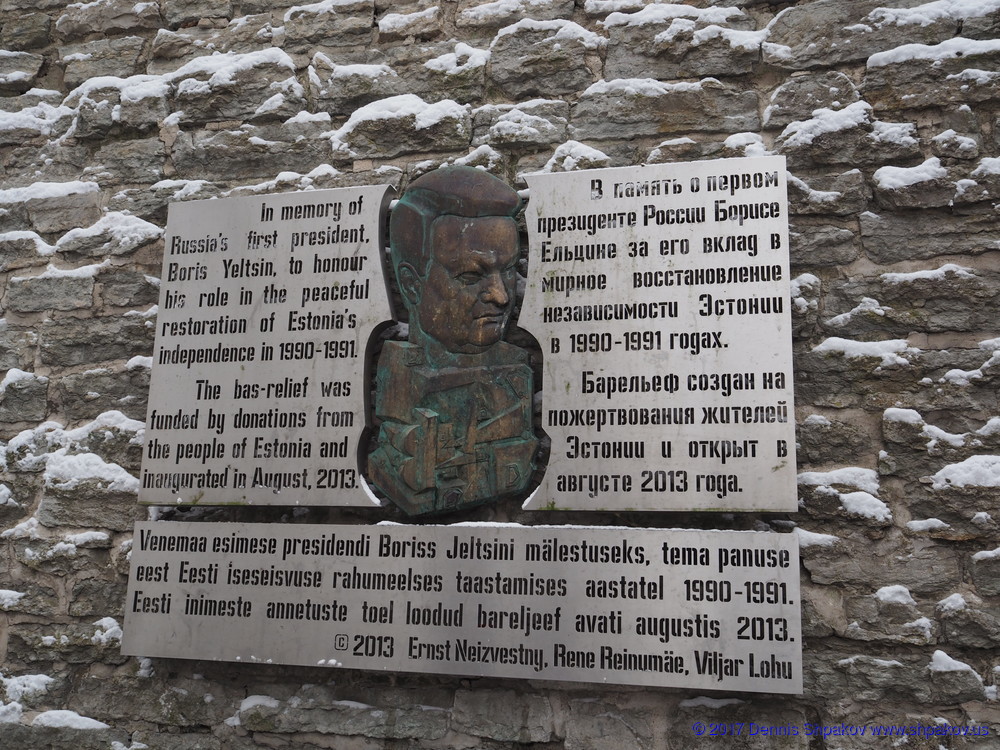 In memory of
Russia's first president,
Boris Yeltsin, to honour
his role in the peaceful
restoration of Estonia's
independence in 1990-1991.
The bas-relief was
funded by donations from
the people of Estonia and
inaugurated in August, 2013.
В память о первом
президенте России Борисе
Ельцине за его вклад в
мирное восстановление
независимости Эстонии
в 1990-1991 годах.
Барельеф создан на
пожертвования жителей
Эстонии и открыт в
августе 2013 года.
Venemaa esimese presidendi Boriss Jeltsini mälestuseks, tema panuse
eest Eesti iseseisvuse rahumeelses taastamises aastatel 1990-1991.
Eesti inimeste annetuste toel loodud bareljeef avati augustis 2013.
© 2013 Ernst Neizvestny, Rene Reinumäe, Viljar Lohu
© 2017 Dennis Shpakov www.shpakov.us